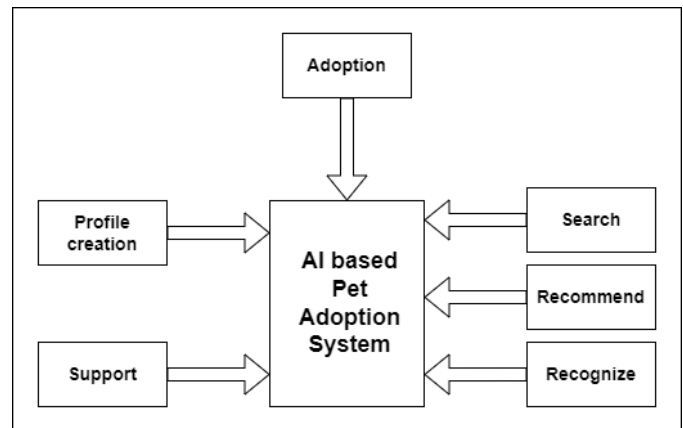 Adoption
Profile
creation
Support
AI based
Pet
Adoption
System
Search
Recommend
Recognize